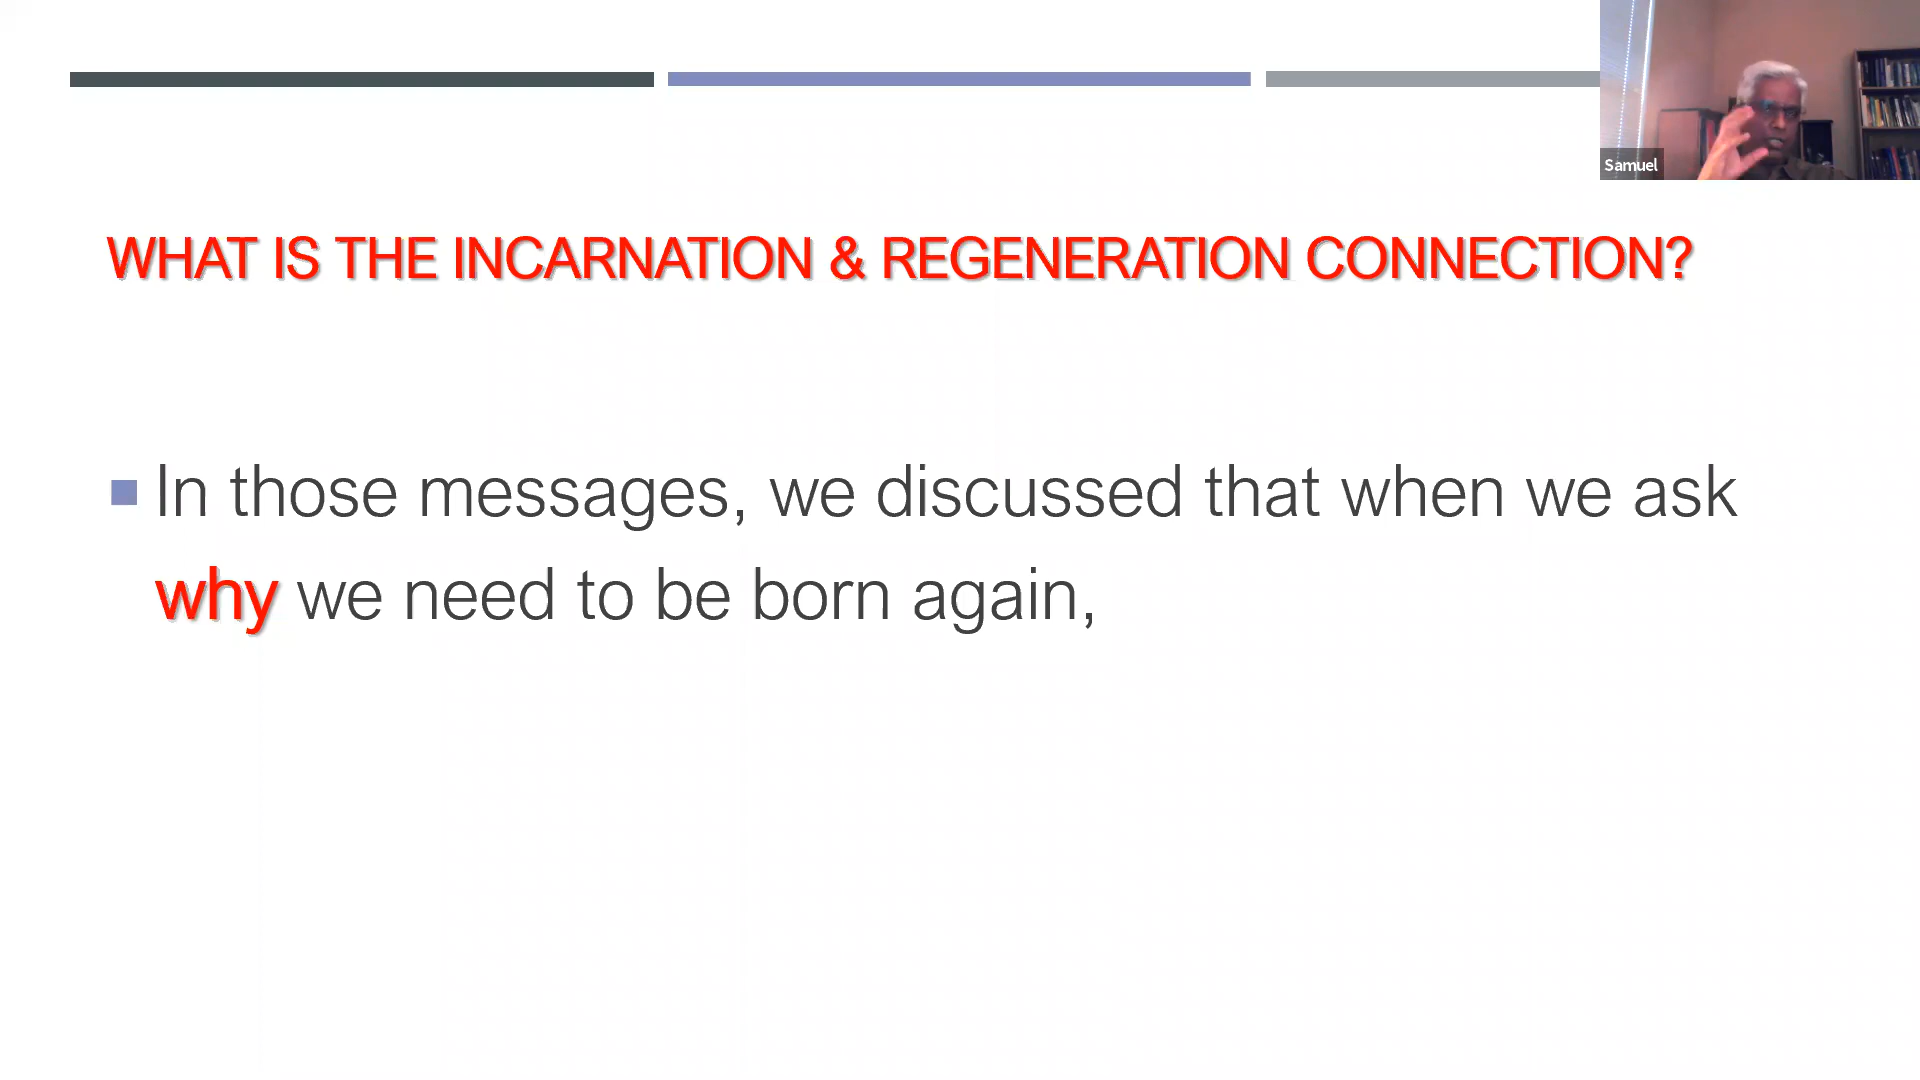 Samuel
WHAT IS THE INCARNATION & REGENERATION CONNECTION?
In those messages, we discussed that when we ask
why we need to be born again,